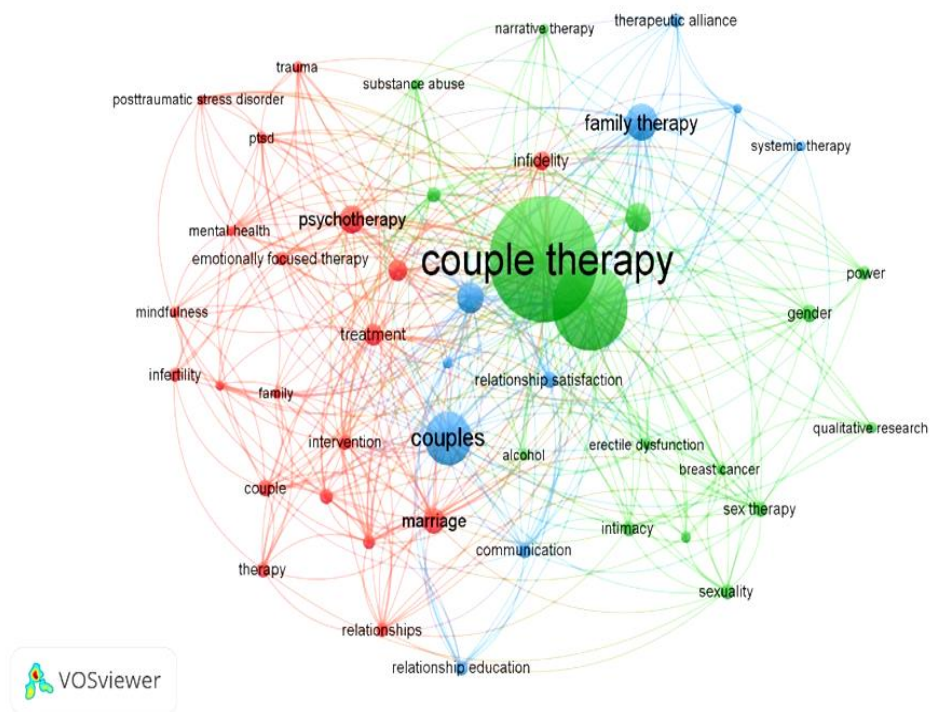 narrative therapy
therapeutic alliance
trauma
substance abuse
posttraumatic stress disorder
family therapy
ptsd
systemic therapy
infidelity
psychotherapy
mental health
emotionally focused therapy
couple therapy
power
mindfulness
gender
treatment
infertility
relationship satisfaction
family
qualitative research
intervention
couples
erectile dysfunction
alcohol
breast cancer
couple
sex therapy
marriage
intimacy
communication
therapy
sexuality
relationships
relationship education
VOSviewer